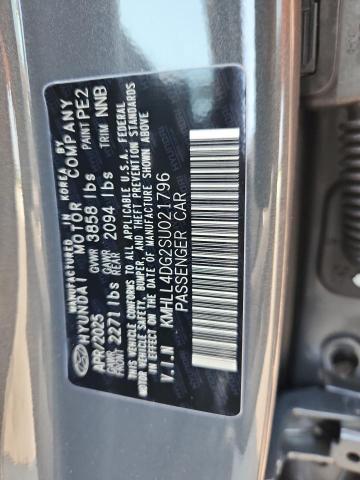 MANUFACTURED IN KOREA BY
HYUNDAI MOTOR COMPANY
APR/2025 GVWR 3858 lbs PAINT PE2
GAWR FRONT 2271 lbs GAWR REAR 2094 lbs TRIM NNB
THIS VEHICLE CONFORMS TO ALL APPLICABLE U.S.A. FEDERAL
MOTOR VEHICLE SAFETY, BUMPER, AND THEFT PREVENTION STANDARDS
IN EFFECT ON THE DATE OF MANUFACTURE SHOWN ABOVE
V.I.N KMHLL4DG2SU021796
PASSENGER CAR